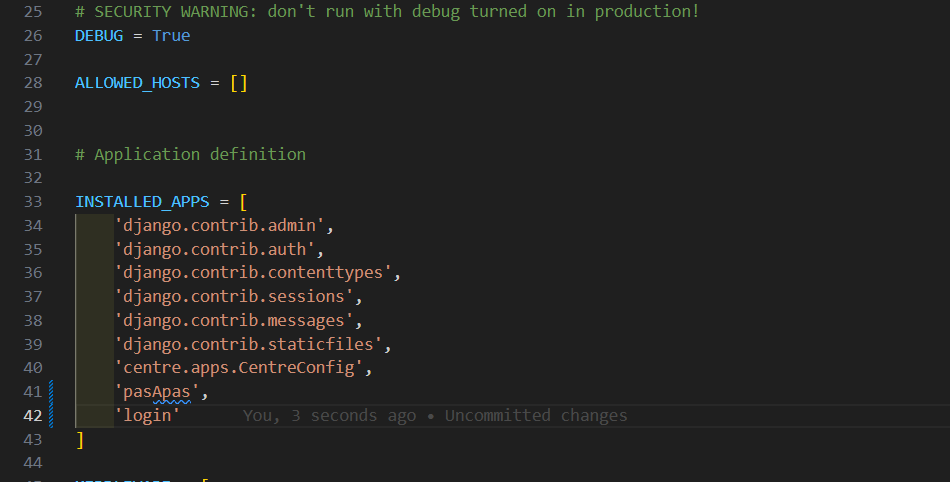 25 # SECURITY WARNING: don't run with debug turned on in production!
26 DEBUG = True
27
28 ALLOWED_HOSTS = []
29
30
31 # Application definition
32
33 INSTALLED_APPS = [
34 'django.contrib.admin',
35 'django.contrib.auth',
36 'django.contrib.contenttypes',
37 'django.contrib.sessions',
38 'django.contrib.messages',
39 'django.contrib.staticfiles',
40 'centre.apps.CentreConfig',
41 'pasApas',
42 'login' You, 3 seconds ago • Uncommitted changes
43 ]
44